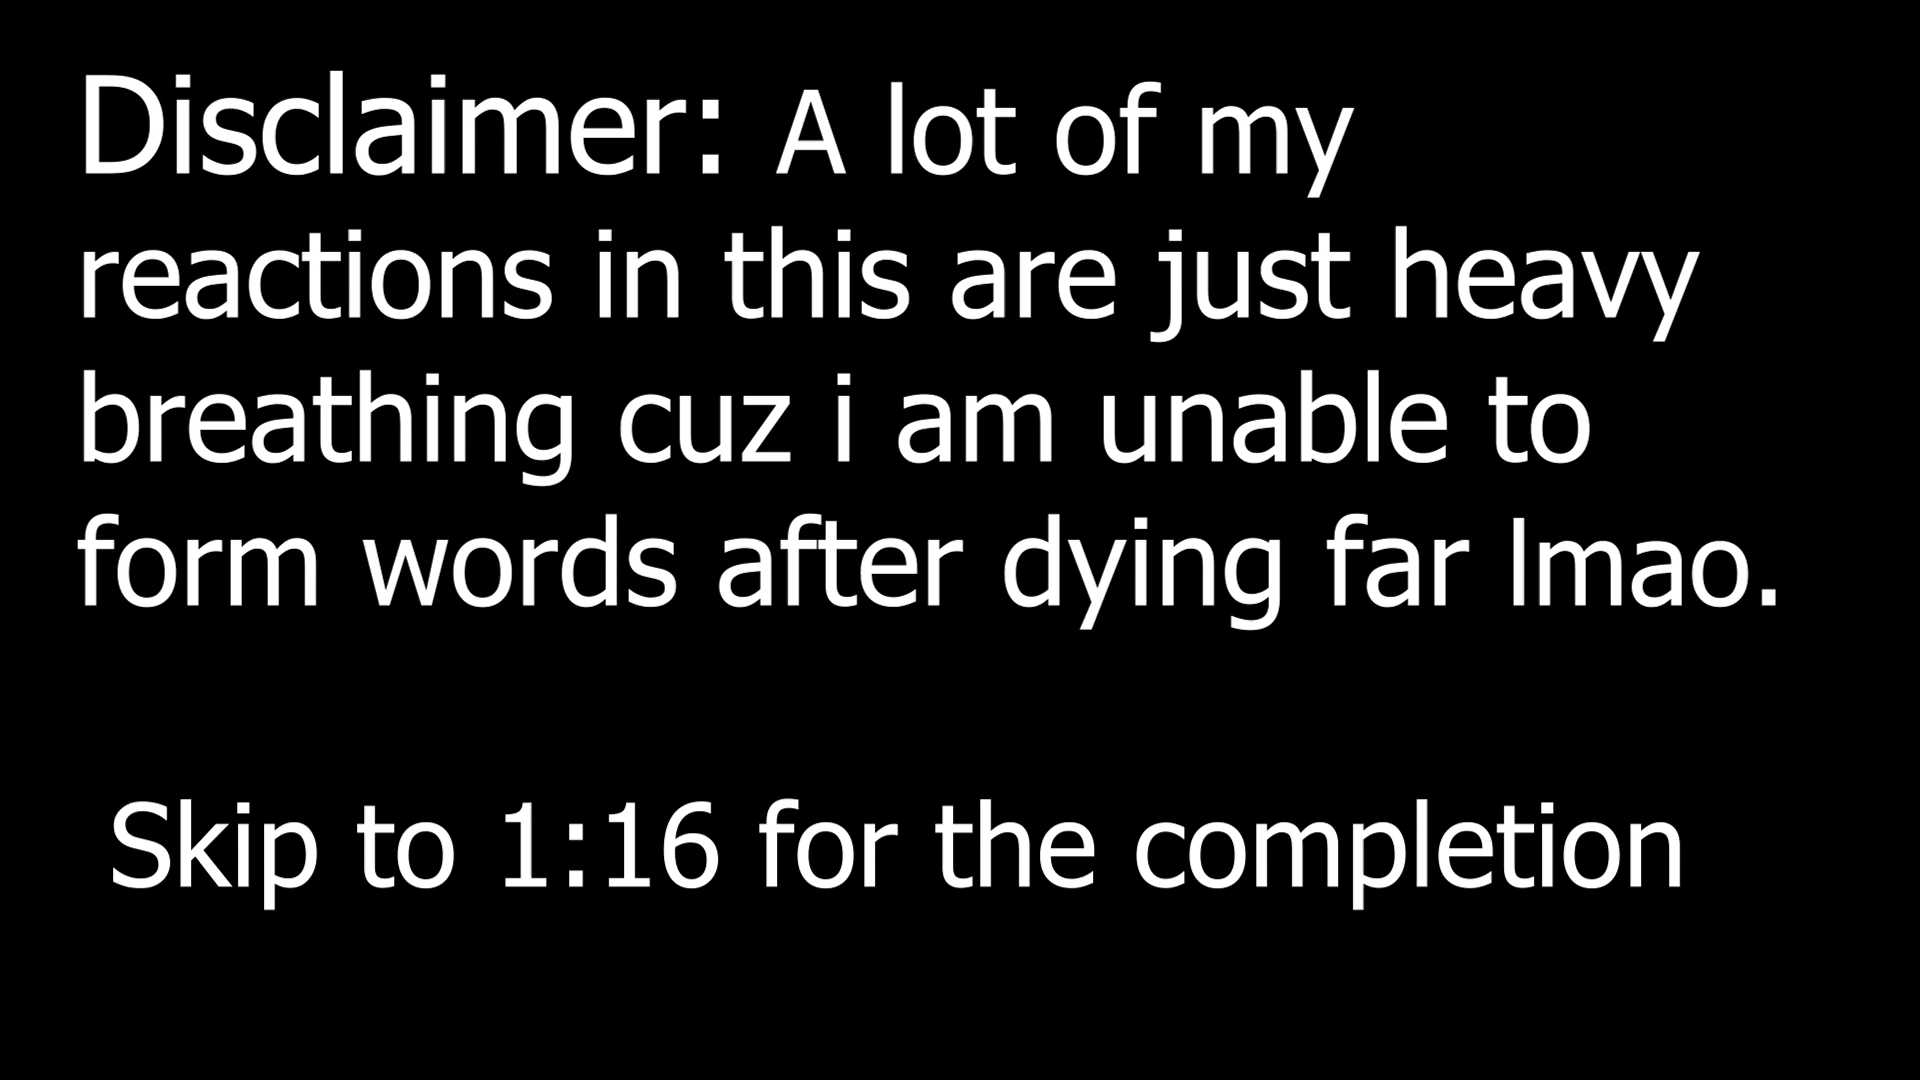 Disclaimer: A lot of my
reactions in this are just heavy
breathing cuz i am unable to
form words after dying far lmao.
Skip to 1:16 for the completion